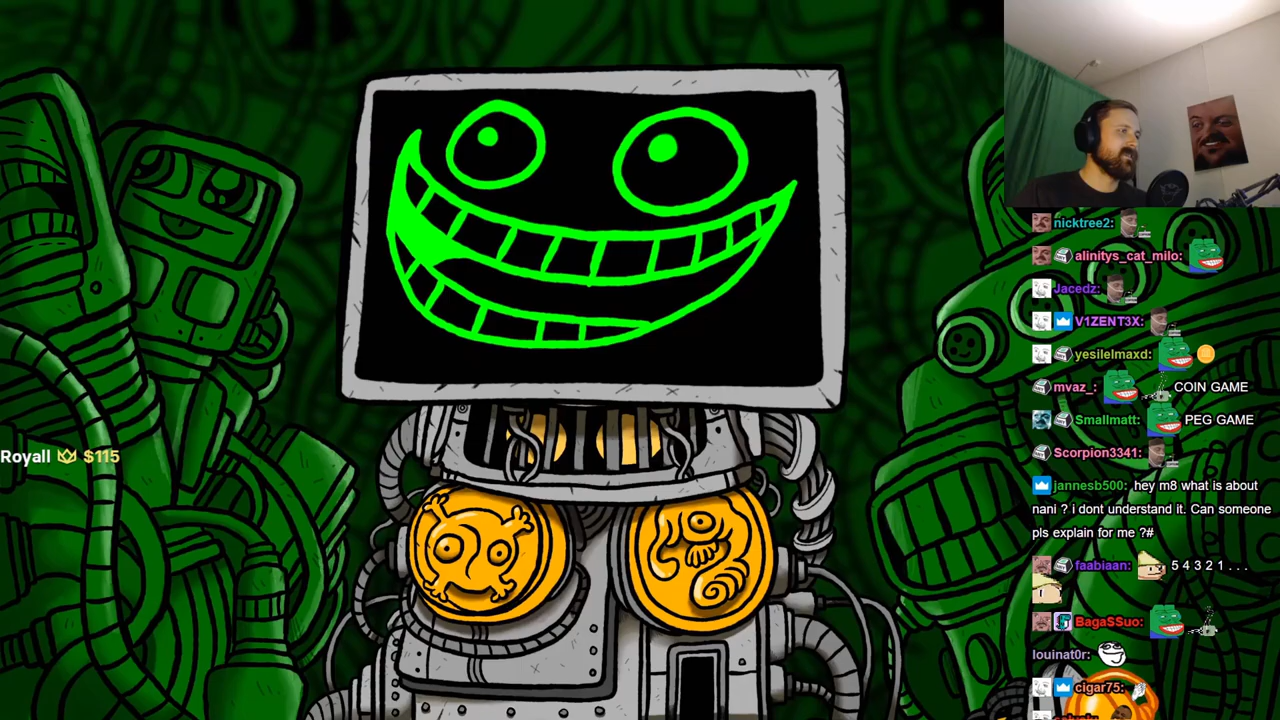 nicktree2:
alinitys_cat_milo:
Jacedz:
V1ZENT3X:
yesilelmaxd:
mvaz_: COIN GAME
Smallmatt: PEG GAME
Royall $115
Scorpion3341:
jannesb500: hey m8 what is about
nani ? i dont understand it. Can someone
pls explain for me ?#
faabiaan: 5 4 3 2 1 . . .
BagaSSuo:
louinat0r:
cigar75: